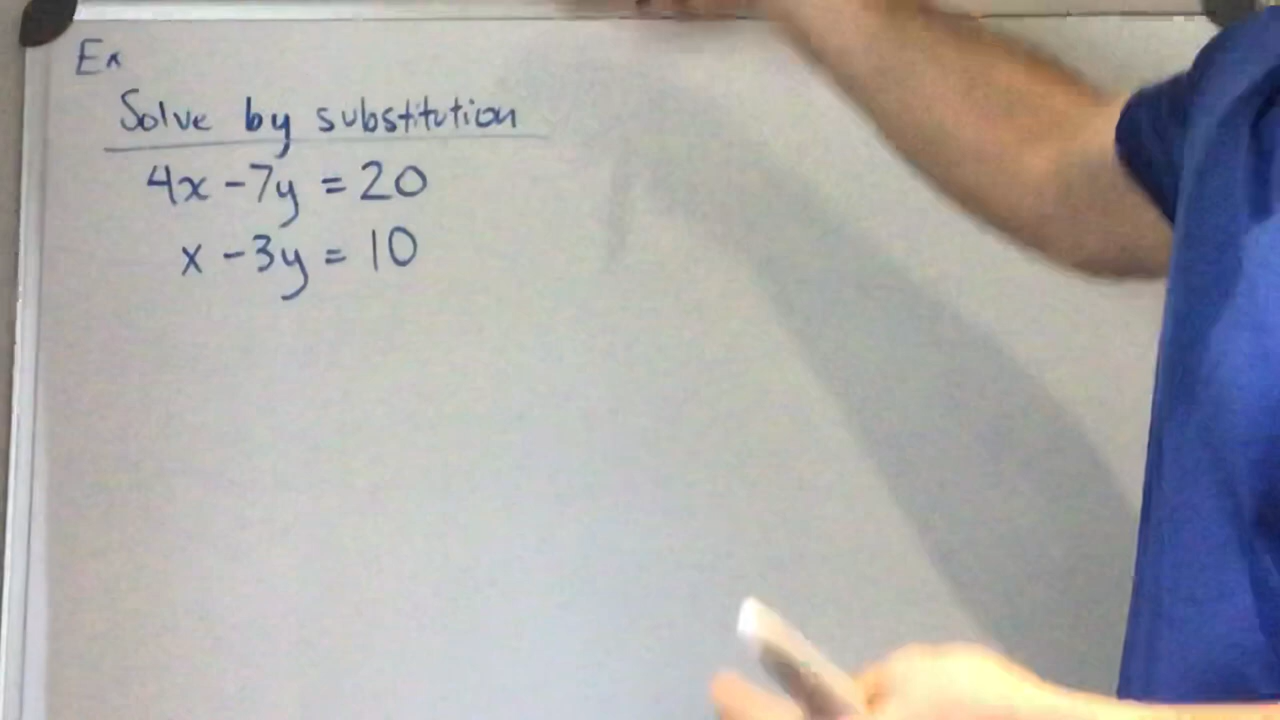 Ex
Solve by substitution
4x - 7y = 20
x - 3y = 10